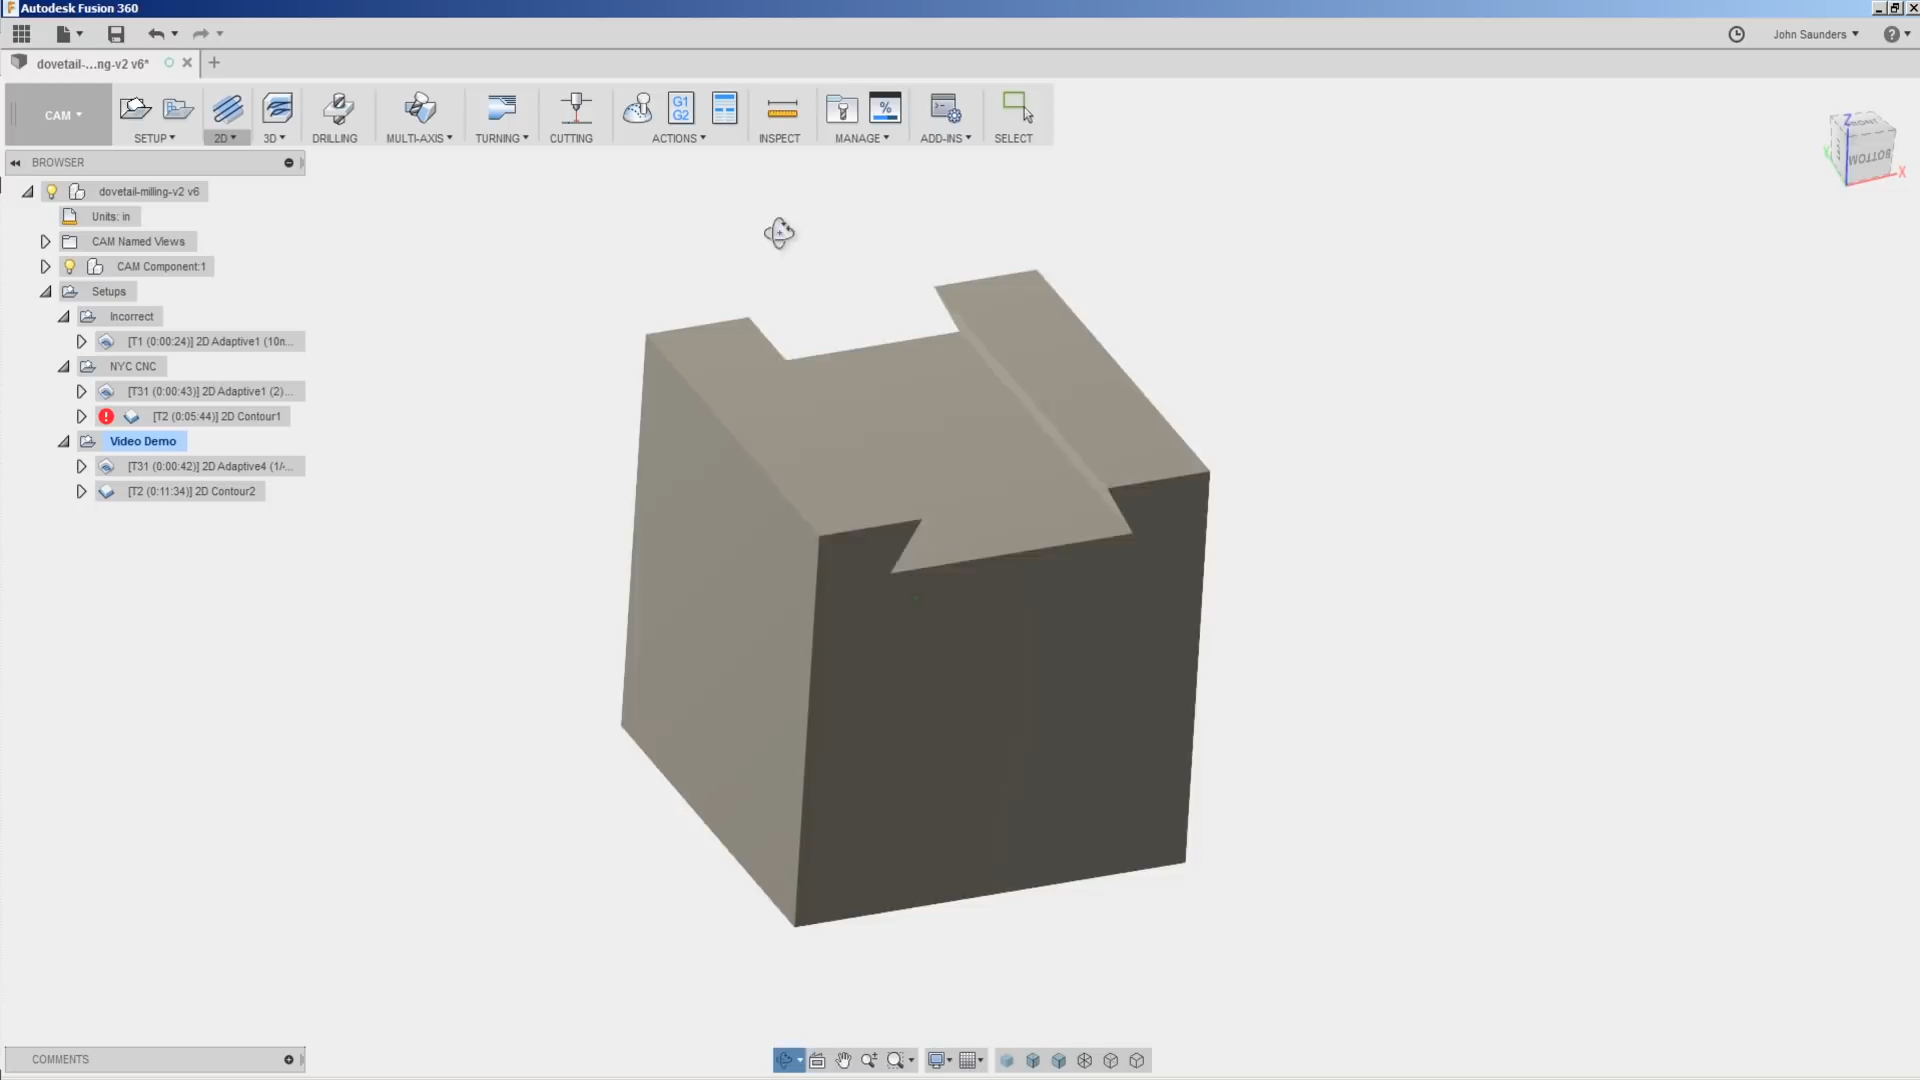 Autodesk Fusion 360
John Saunders
dovetail-...ng-v2 v6*
CAM
G1
G2
%
SETUP
2D
3D
DRILLING
MULTI-AXIS
TURNING
CUTTING
ACTIONS
INSPECT
MANAGE
ADD-INS
SELECT
BROWSER
dovetail-milling-v2 v6
Units: in
CAM Named Views
CAM Component:1
Setups
Incorrect
[T1 (0:00:24)] 2D Adaptive1 (10n...
NYC CNC
[T31 (0:00:43)] 2D Adaptive1 (2)...
[T2 (0:05:44)] 2D Contour1
Video Demo
[T31 (0:00:42)] 2D Adaptive4 (1/-...
[T2 (0:11:34)] 2D Contour2
Z
FRONT
BOTTOM
X
COMMENTS